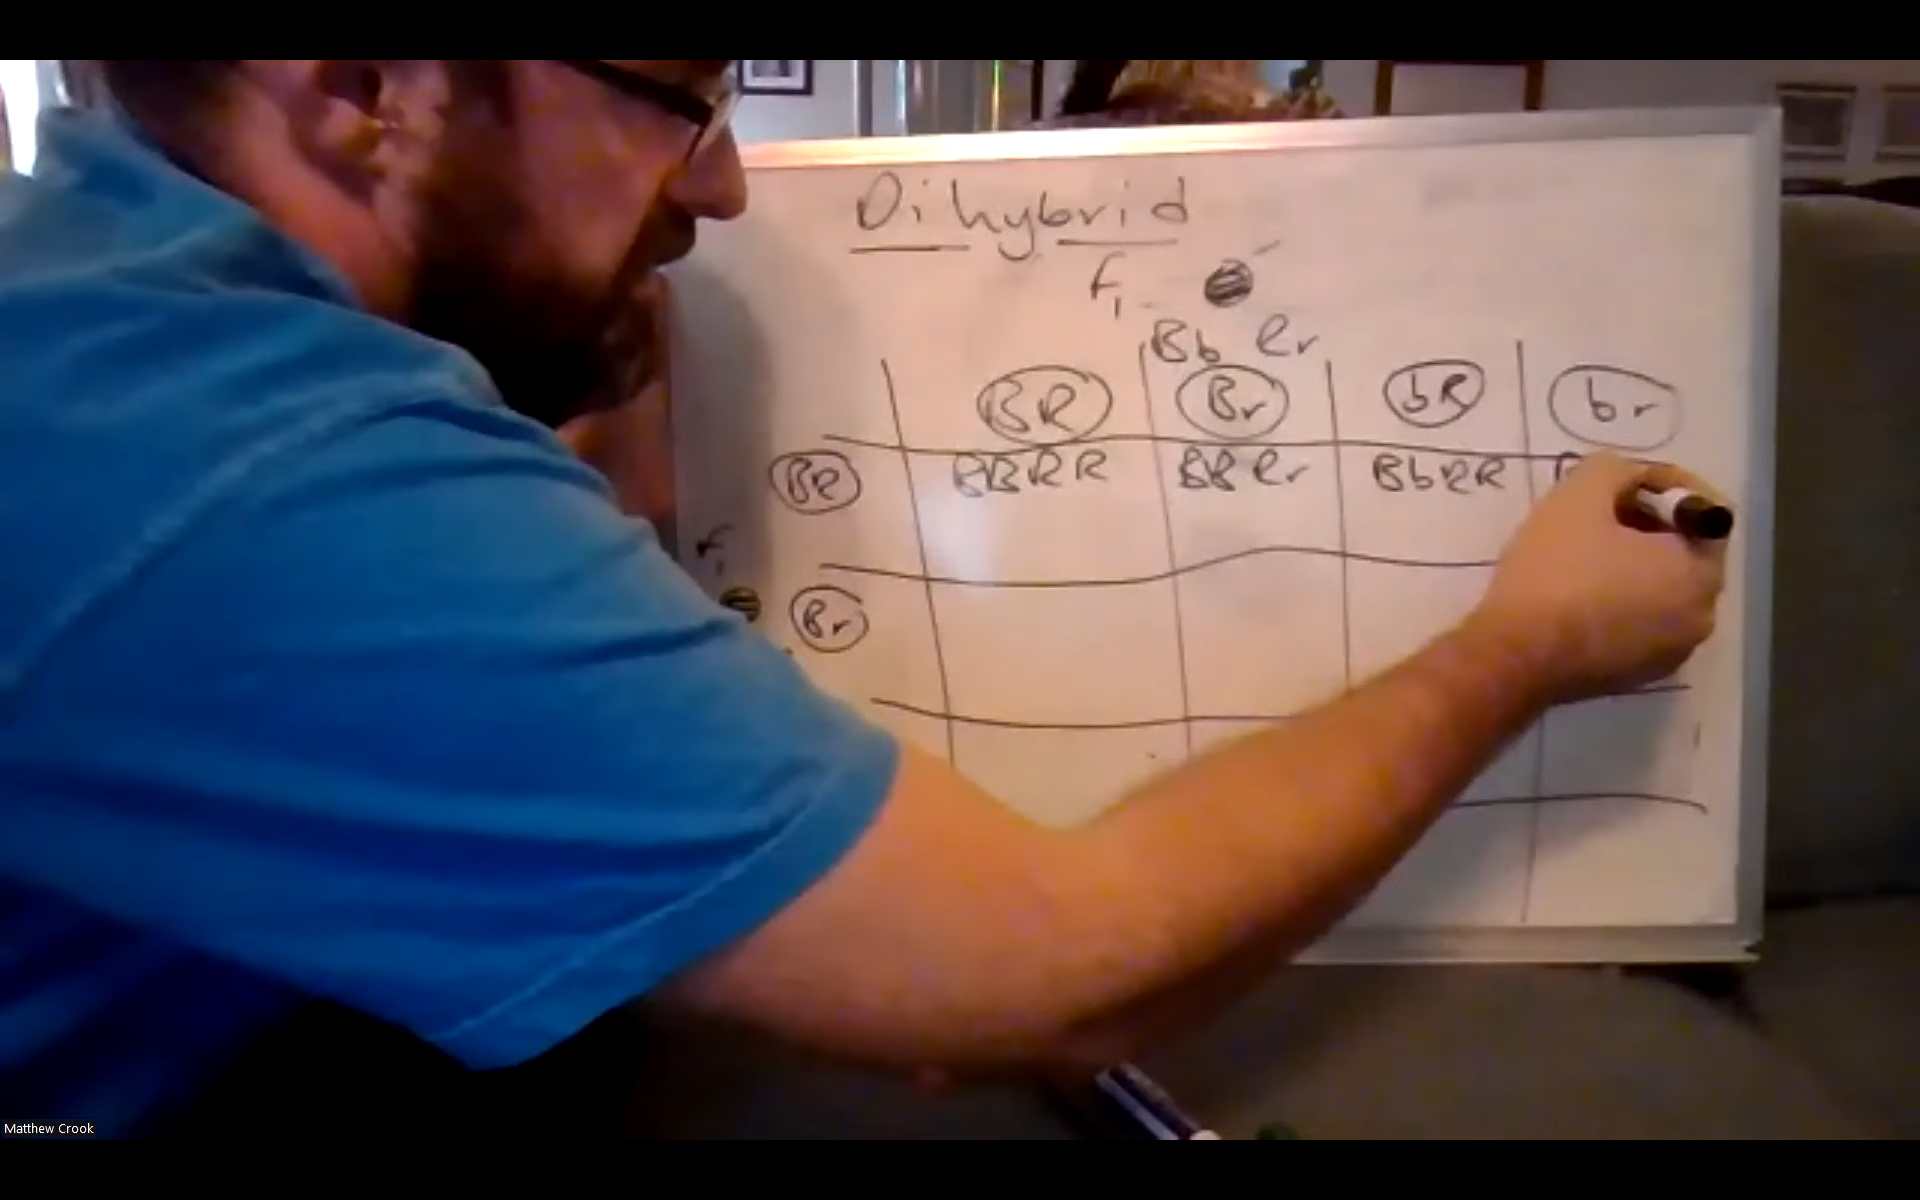 Dihybrid
F1
Bb Rr
BR Br bR br
BR BBRR BBRr BbRR
F1
Br
Matthew Crook